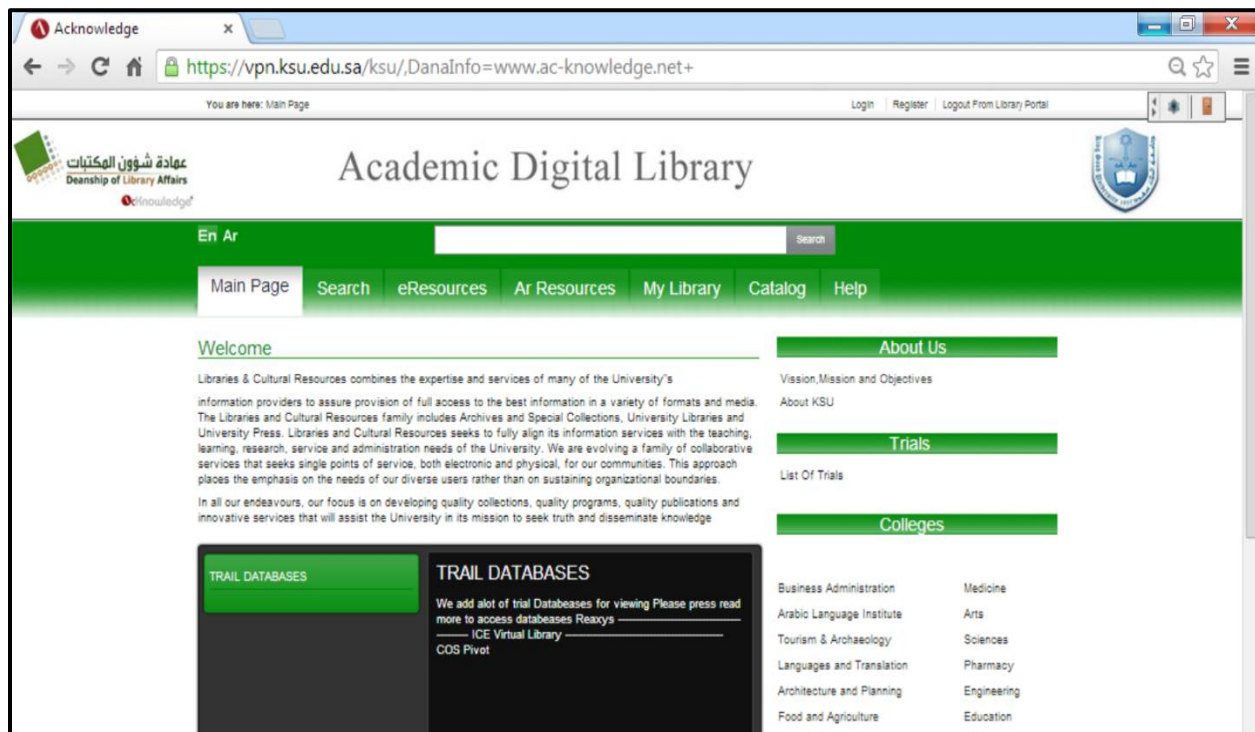 Acknowledge
https://vpn.ksu.edu.sa/ksu/,DanaInfo=www.ac-knowledge.net+
You are here: Main Page
Login | Register | Logout From Library Portal
عمادة شؤون المكتبات
Deanship of Library Affairs
Acknowledge
Academic Digital Library
En Ar
Search
Main Page Search eResources Ar Resources My Library Catalog Help
Welcome
Libraries & Cultural Resources combines the expertise and services of many of the University"s
information providers to assure provision of full access to the best information in a variety of formats and media.
The Libraries and Cultural Resources family includes Archives and Special Collections, University Libraries and
University Press. Libraries and Cultural Resources seeks to fully align its information services with the teaching,
learning, research, service and administration needs of the University. We are evolving a family of collaborative
services that seeks single points of service, both electronic and physical, for our communities. This approach
places the emphasis on the needs of our diverse users rather than on sustaining organizational boundaries.
In all our endeavours, our focus is on developing quality collections, quality programs, quality publications and
innovative services that will assist the University in its mission to seek truth and disseminate knowledge
TRAIL DATABASES
TRAIL DATABASES
We add alot of trial Databeases for viewing Please press read
more to access databeases Reaxys ------------------------------
-------- ICE Virtual Library ---------------------------------------
COS Pivot
About Us
Vission,Mission and Objectives
About KSU
Trials
List Of Trials
Colleges
Business Administration Medicine
Arabic Language Institute Arts
Tourism & Archaeology Sciences
Languages and Translation Pharmacy
Architecture and Planning Engineering
Food and Agriculture Education